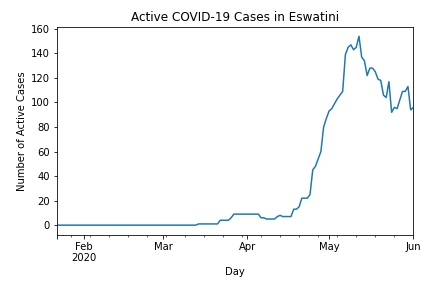 Active COVID-19 Cases in Eswatini
160
140
120
100
80
60
40
20
0
Number of Active Cases
Feb
2020
Mar
Apr
May
Jun
Day